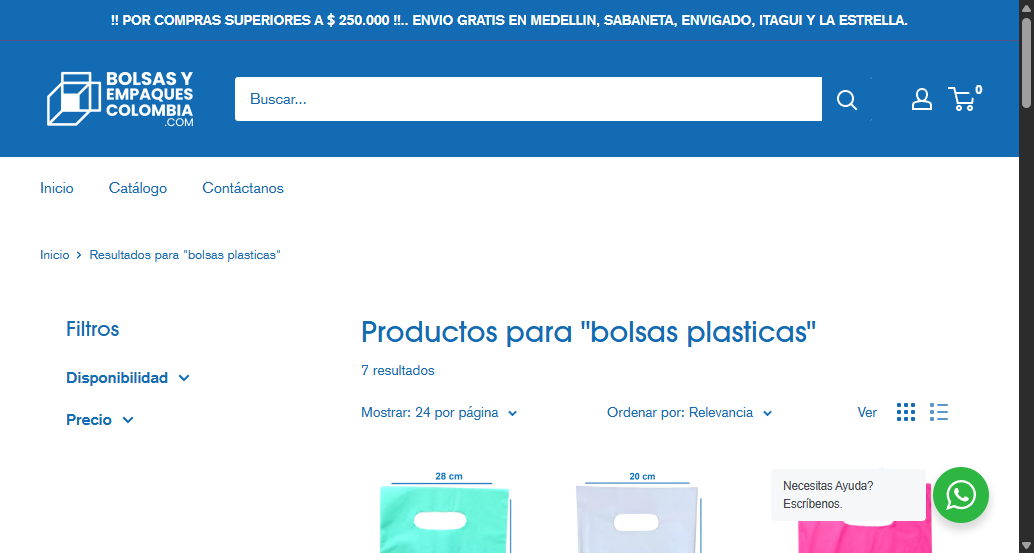 !! POR COMPRAS SUPERIORES A $ 250.000 !!.. ENVIO GRATIS EN MEDELLIN, SABANETA, ENVIGADO, ITAGUI Y LA ESTRELLA.
BOLSAS Y
EMPAQUES
COLOMBIA
.COM
Buscar...
0
Inicio
Catálogo
Contáctanos
Inicio
Resultados para "bolsas plasticas"
Filtros
Disponibilidad
Precio
Productos para "bolsas plasticas"
7 resultados
Mostrar: 24 por página
Ordenar por: Relevancia
Ver
28 cm
20 cm
Necesitas Ayuda?
Escríbenos.